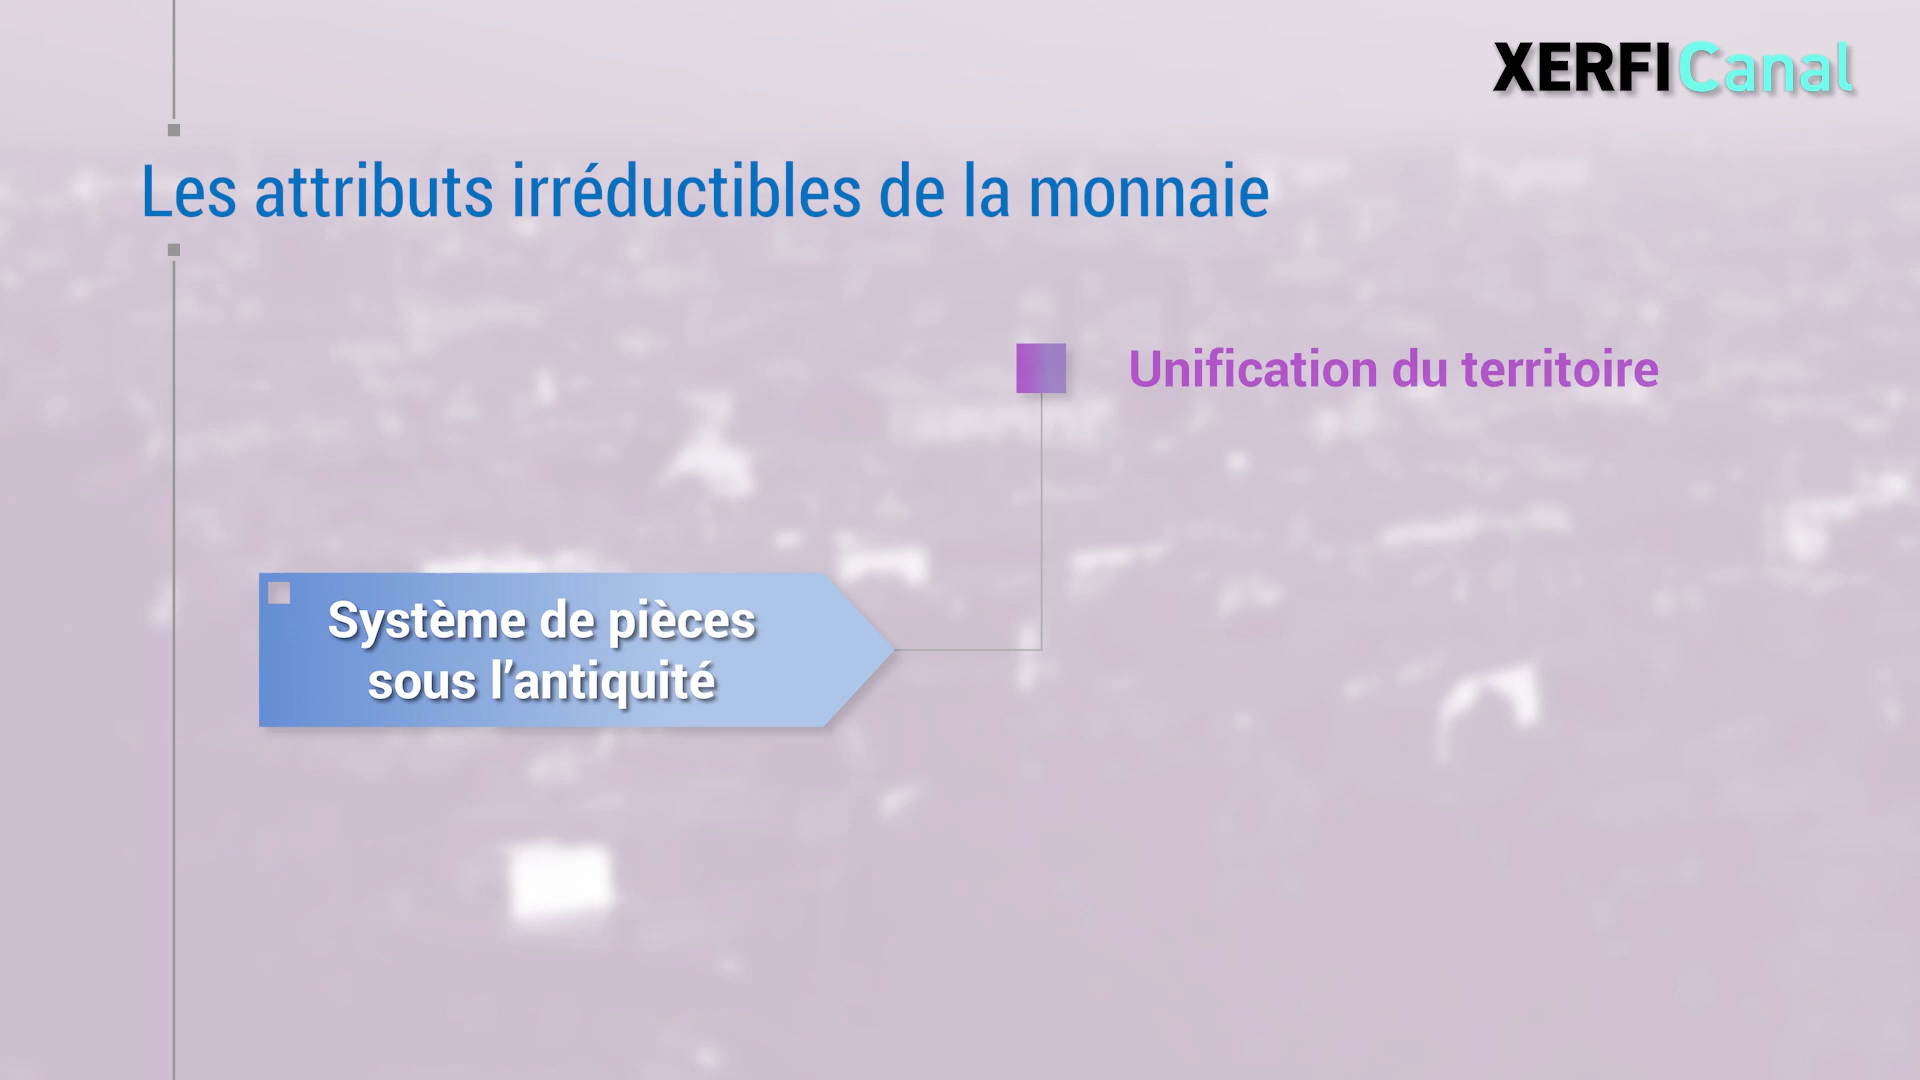 XERFI Canal
Les attributs irréductibles de la monnaie
Unification du territoire
Système de pièces
sous l'antiquité